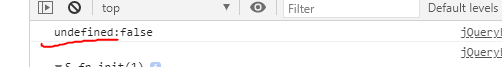 top
Filter
Default levels
undefined:false
jQuery
jQuery
S.fn.init(1)